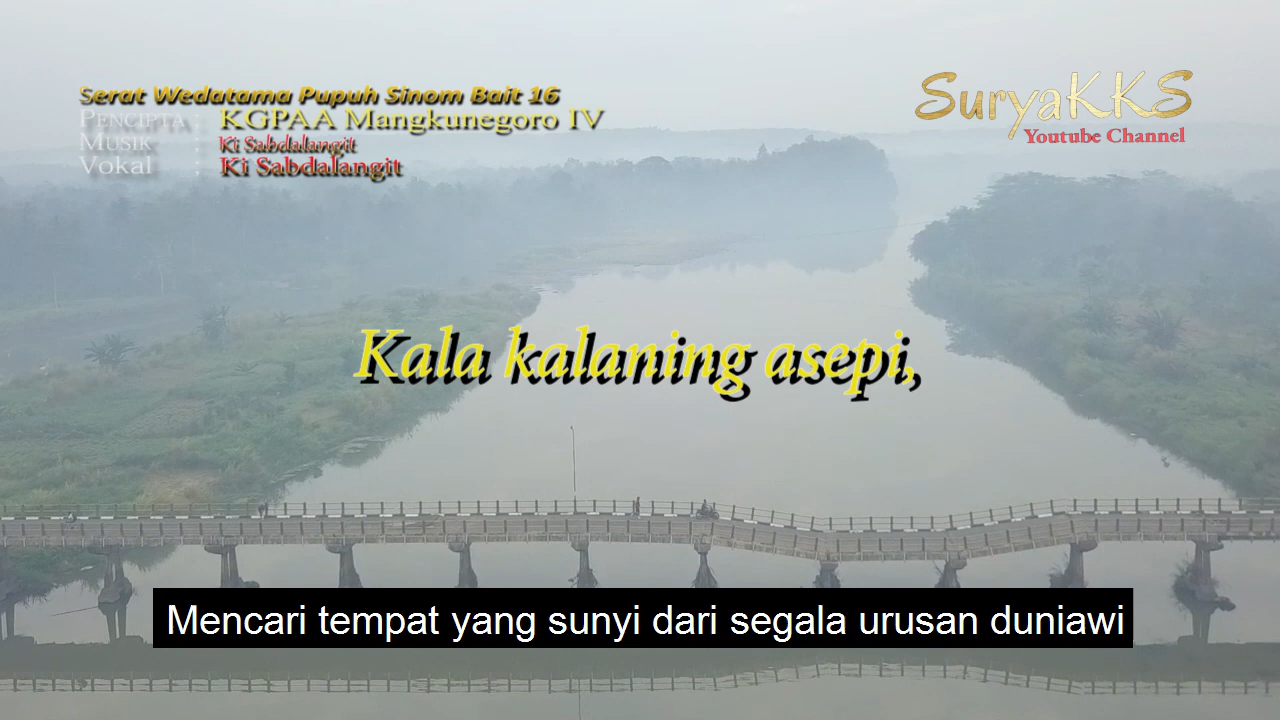 Serat Wedatama Pupuh Sinom Bait 16
Pencipta : KGPAA Mangkunegoro IV
Musik : Ki Sabdalangit
Vokal : Ki Sabdalangit
SuryaKKS
Youtube Channel
Kala kalaning asepi,
Mencari tempat yang sunyi dari segala urusan duniawi